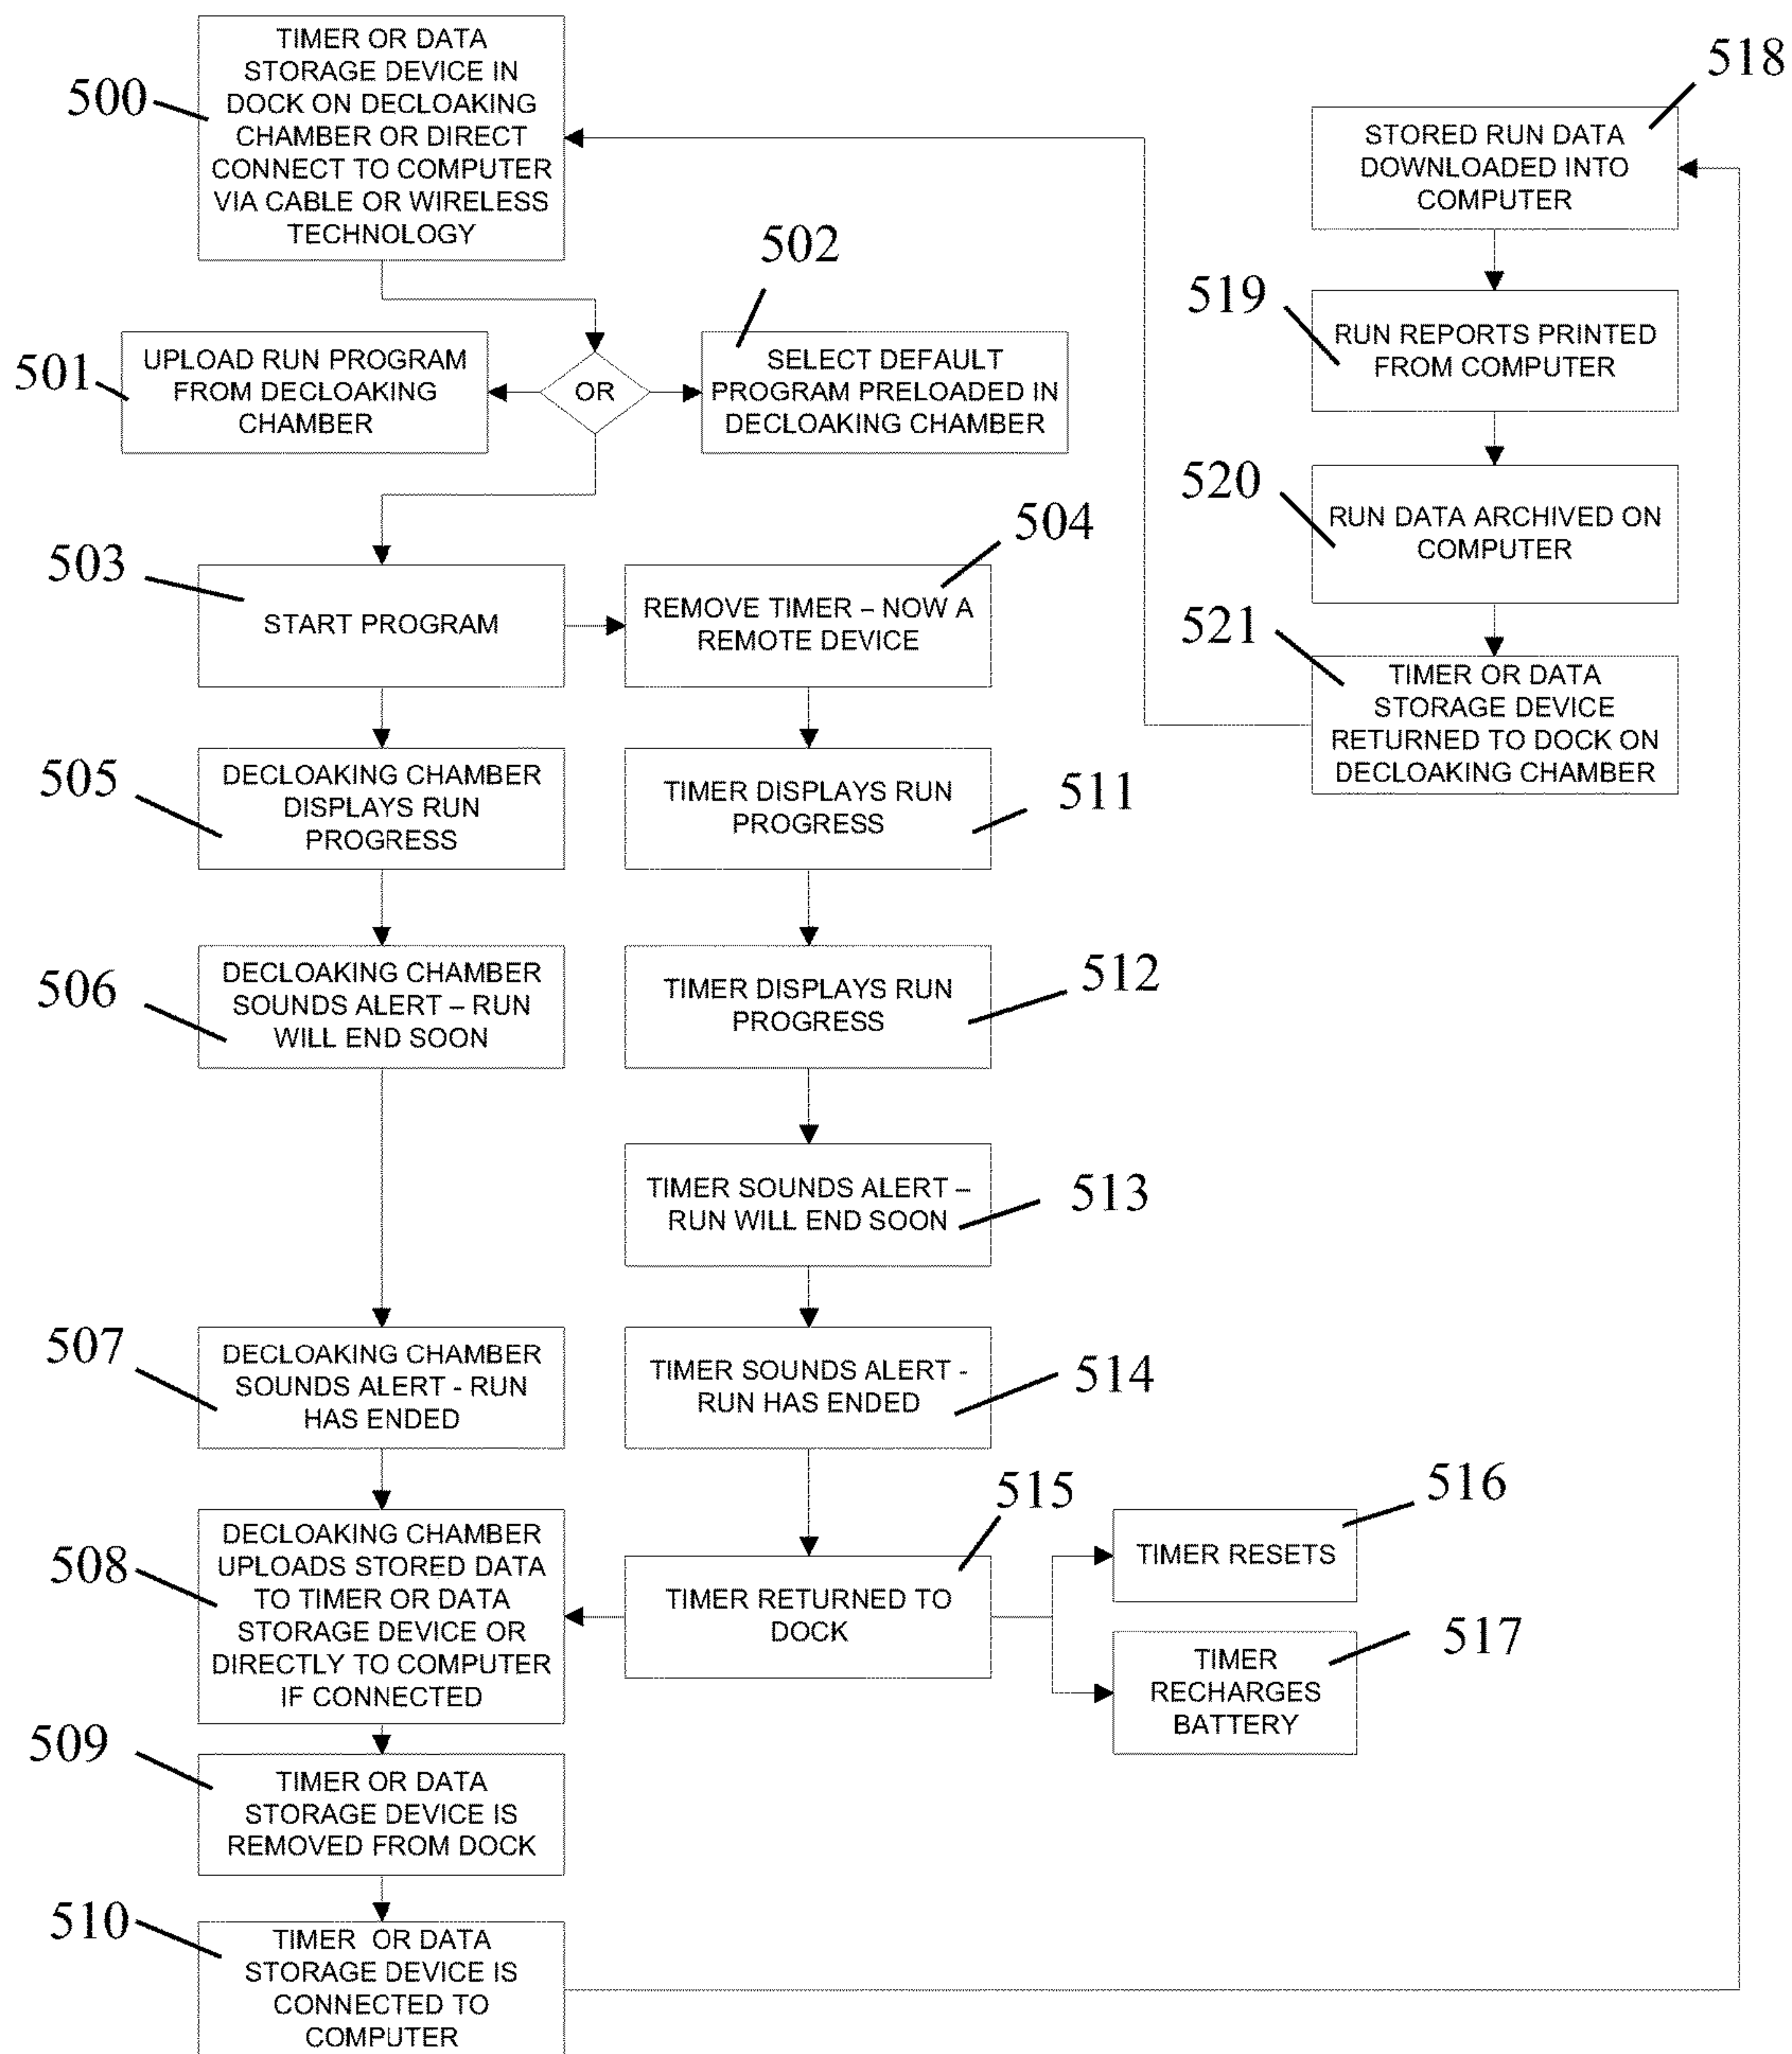 500
TIMER OR DATA
STORAGE DEVICE IN
DOCK ON DECLOAKING
CHAMBER OR DIRECT
CONNECT TO COMPUTER
VIA CABLE OR WIRELESS
TECHNOLOGY
501
UPLOAD RUN PROGRAM
FROM DECLOAKING
CHAMBER
OR
502
SELECT DEFAULT
PROGRAM PRELOADED IN
DECLOAKING CHAMBER
503
START PROGRAM
504
REMOVE TIMER – NOW A
REMOTE DEVICE
505
DECLOAKING CHAMBER
DISPLAYS RUN
PROGRESS
506
DECLOAKING CHAMBER
SOUNDS ALERT – RUN
WILL END SOON
507
DECLOAKING CHAMBER
SOUNDS ALERT - RUN
HAS ENDED
508
DECLOAKING CHAMBER
UPLOADS STORED DATA
TO TIMER OR DATA
STORAGE DEVICE OR
DIRECTLY TO COMPUTER
IF CONNECTED
509
TIMER OR DATA
STORAGE DEVICE IS
REMOVED FROM DOCK
510
TIMER OR DATA
STORAGE DEVICE IS
CONNECTED TO
COMPUTER
TIMER DISPLAYS RUN
PROGRESS
511
TIMER DISPLAYS RUN
PROGRESS
512
TIMER SOUNDS ALERT –
RUN WILL END SOON
513
TIMER SOUNDS ALERT -
RUN HAS ENDED
514
515
TIMER RETURNED TO
DOCK
516
TIMER RESETS
517
TIMER
RECHARGES
BATTERY
518
STORED RUN DATA
DOWNLOADED INTO
COMPUTER
519
RUN REPORTS PRINTED
FROM COMPUTER
520
RUN DATA ARCHIVED ON
COMPUTER
521
TIMER OR DATA
STORAGE DEVICE
RETURNED TO DOCK ON
DECLOAKING CHAMBER